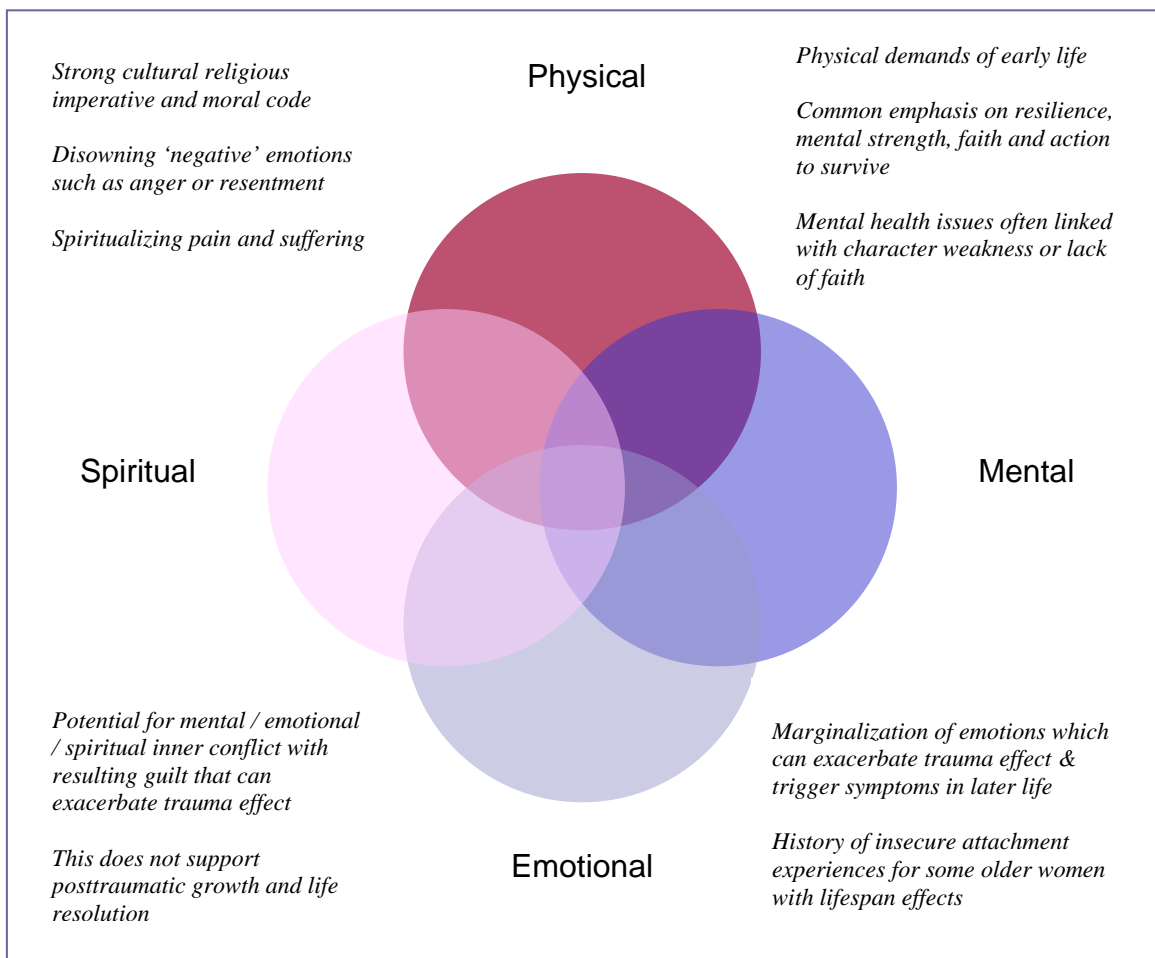 Strong cultural religious
imperative and moral code
Disowning ‘negative’ emotions
such as anger or resentment
Spiritualizing pain and suffering
Physical
Physical demands of early life
Common emphasis on resilience,
mental strength, faith and action
to survive
Mental health issues often linked
with character weakness or lack
of faith
Spiritual
Mental
Potential for mental / emotional
/ spiritual inner conflict with
resulting guilt that can
exacerbate trauma effect
This does not support
posttraumatic growth and life
resolution
Emotional
Marginalization of emotions which
can exacerbate trauma effect &
trigger symptoms in later life
History of insecure attachment
experiences for some older women
with lifespan effects